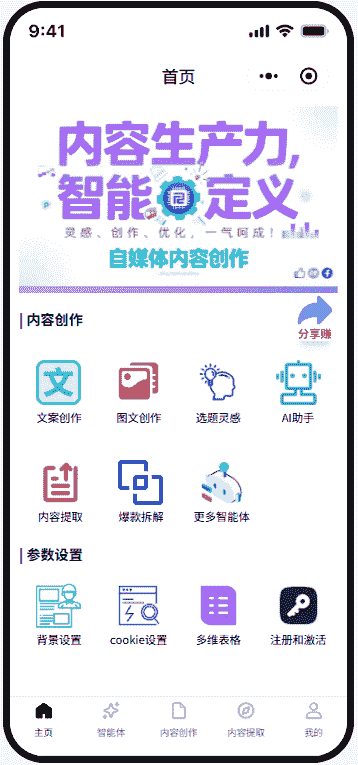 9:41
首页
内容生产力,
智能 定义
灵感、创作、优化，一气呵成！
自媒体内容创作
分享赚
内容创作
文案创作 图文创作 选题灵感 AI助手
内容提取 爆款拆解 更多智能体
参数设置
背景设置 cookie设置 多维表格 注册和激活
主页 智能体 内容创作 内容提取 我的